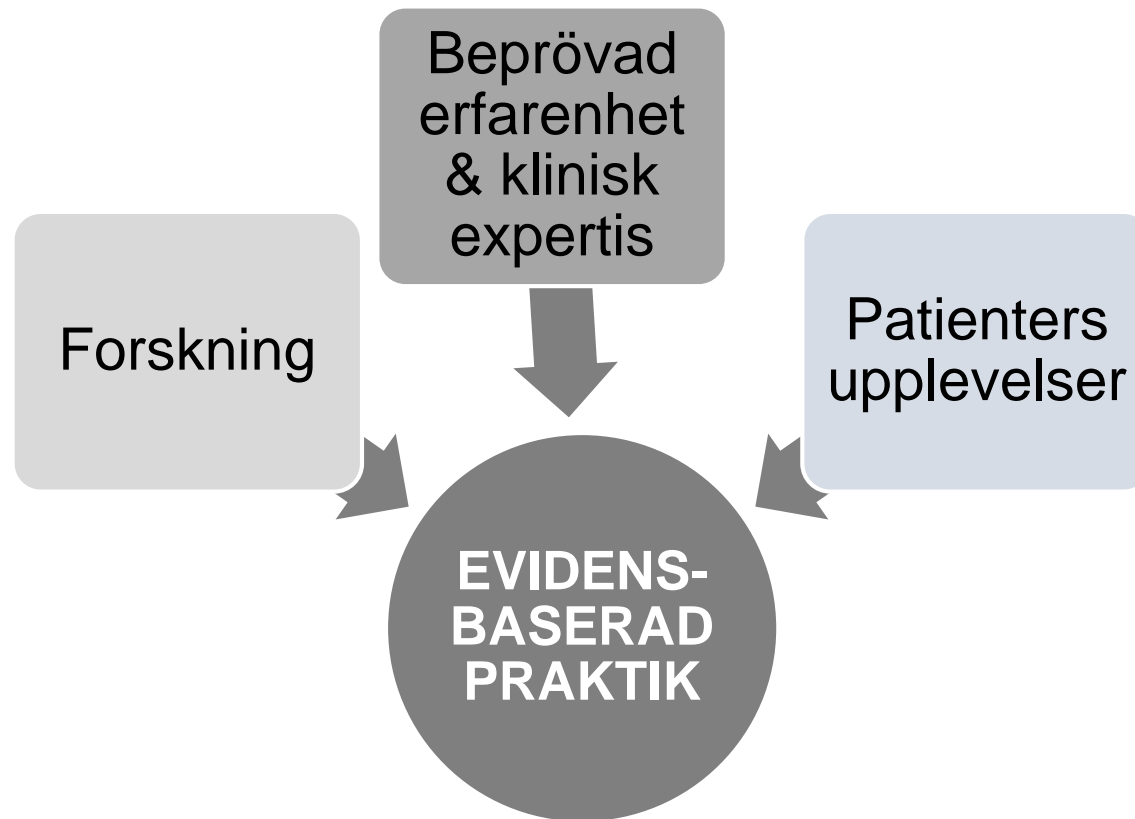 Beprövad
erfarenhet
& klinisk
expertis
Forskning
Patienters
upplevelser
EVIDENS-
BASERAD
PRAKTIK